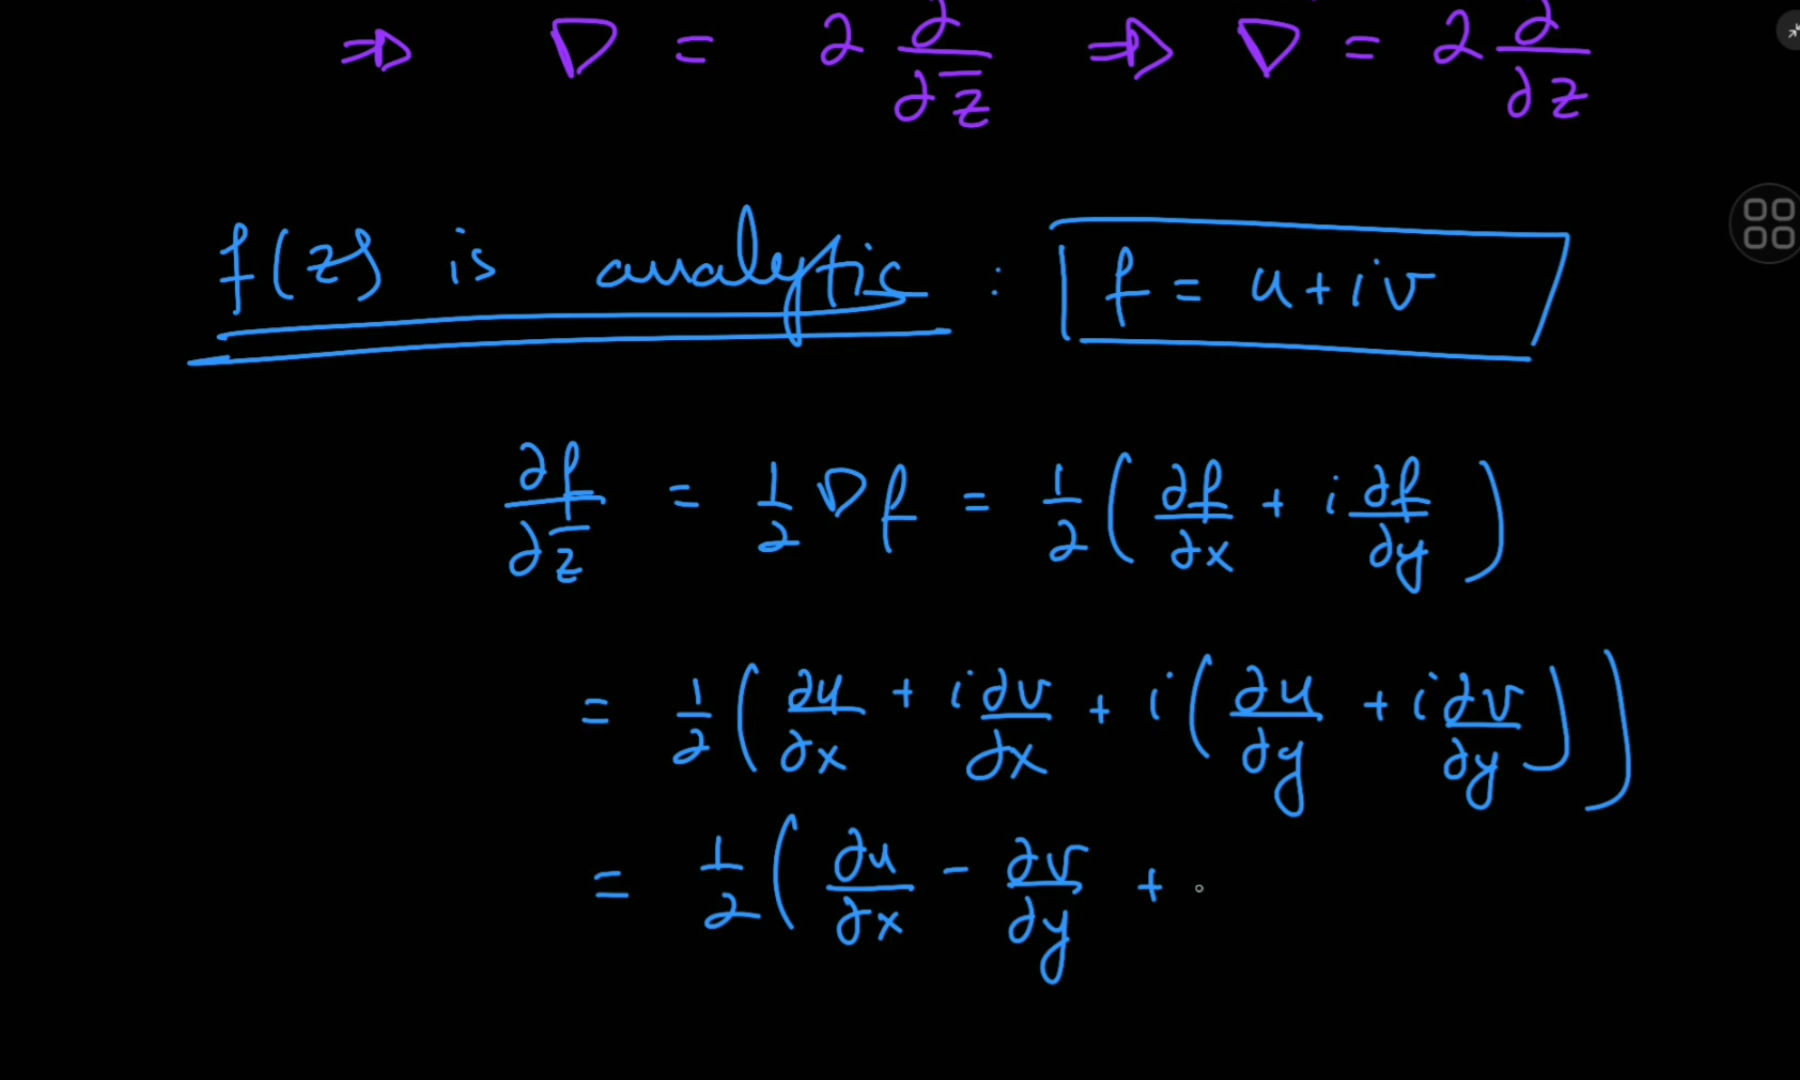 ⇒ ∇ = 2 ∂/∂z̅ ⇒ ∇ = 2 ∂/∂z
f(z) is analytic : f = u + iv
∂f/∂z̅ = 1/2 ∇f = 1/2 ( ∂f/∂x + i ∂f/∂y )
= 1/2 ( ∂u/∂x + i ∂v/∂x + i ( ∂u/∂y + i ∂v/∂y ) )
= 1/2 ( ∂u/∂x - ∂v/∂y +